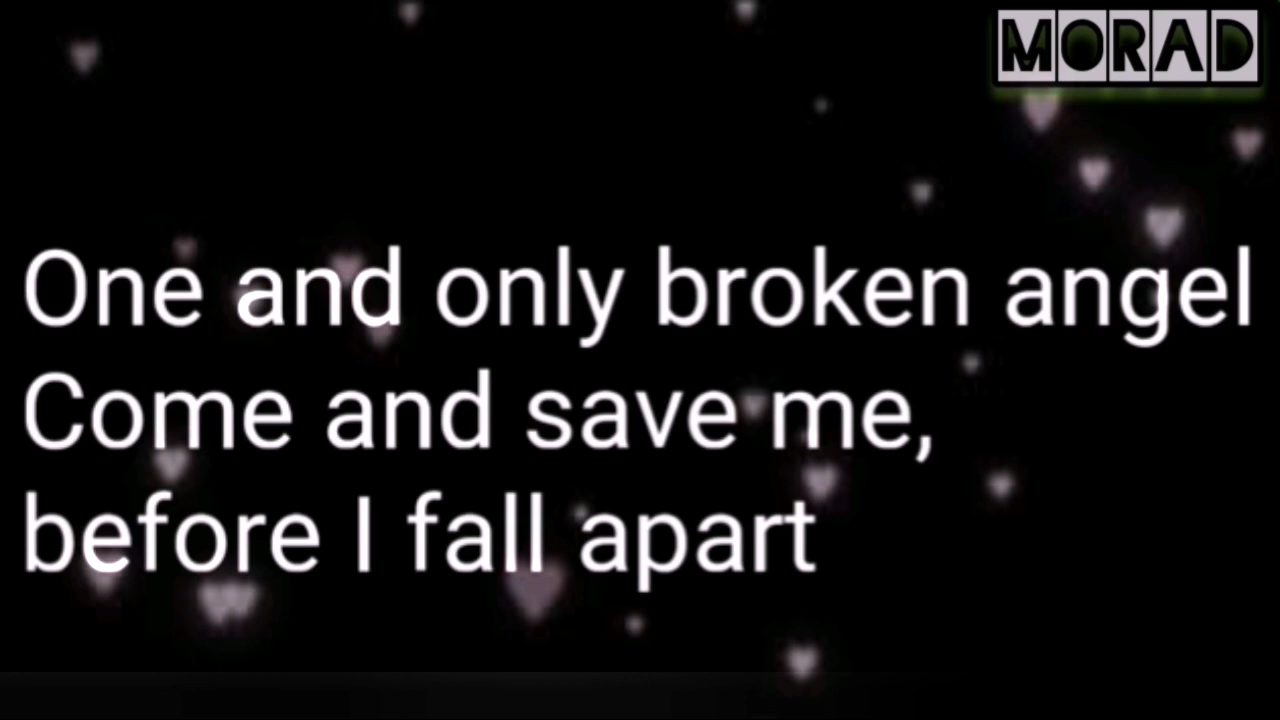 MORAD
One and only broken angel
Come and save me,
before I fall apart